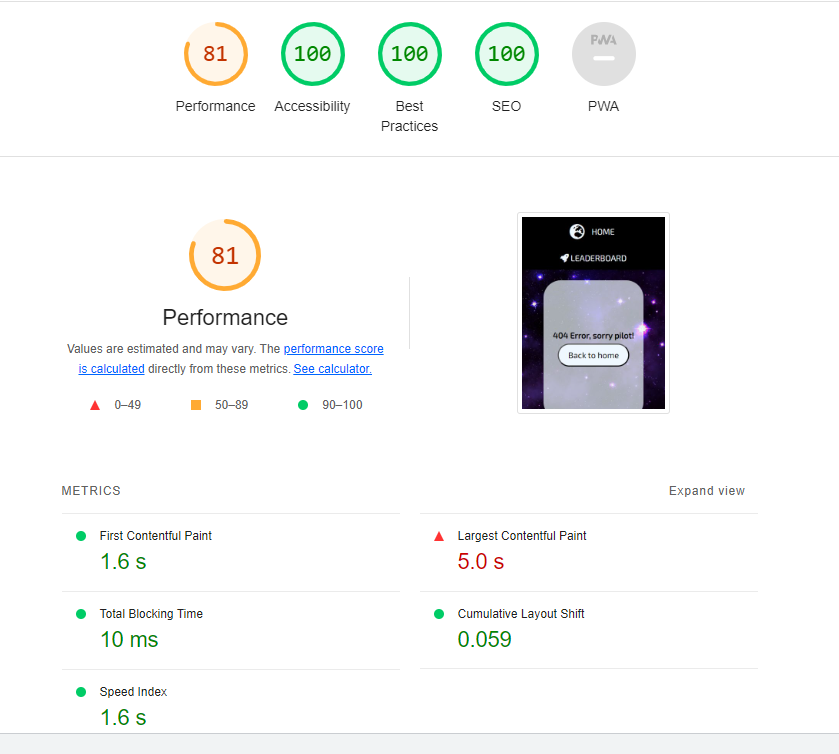 81
100
100
100
PWA
Performance
Accessibility
Best
Practices
SEO
PWA
81
Performance
Values are estimated and may vary. The performance score
is calculated directly from these metrics. See calculator.
0–49
50–89
90–100
HOME
LEADERBOARD
404 Error, sorry pilot!
Back to home
METRICS
Expand view
First Contentful Paint
1.6 s
Largest Contentful Paint
5.0 s
Total Blocking Time
10 ms
Cumulative Layout Shift
0.059
Speed Index
1.6 s